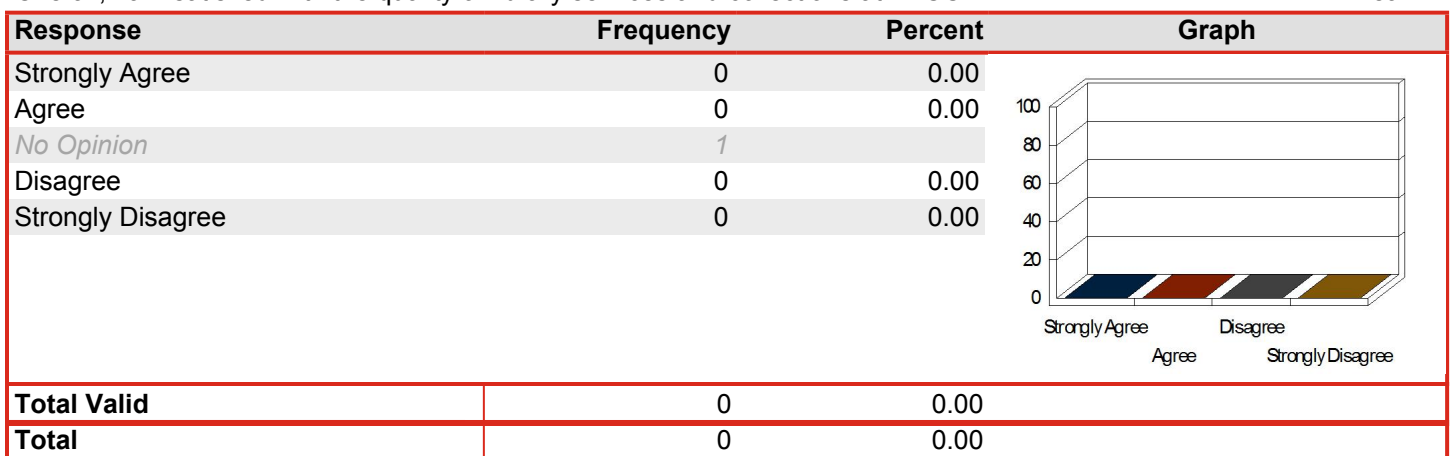 Response Frequency Percent Graph
Strongly Agree 0 0.00
Agree 0 0.00
No Opinion 1
Disagree 0 0.00
Strongly Disagree 0 0.00
100
80
60
40
20
0
Strongly Agree Disagree
Agree Strongly Disagree
Total Valid 0 0.00
Total 0 0.00